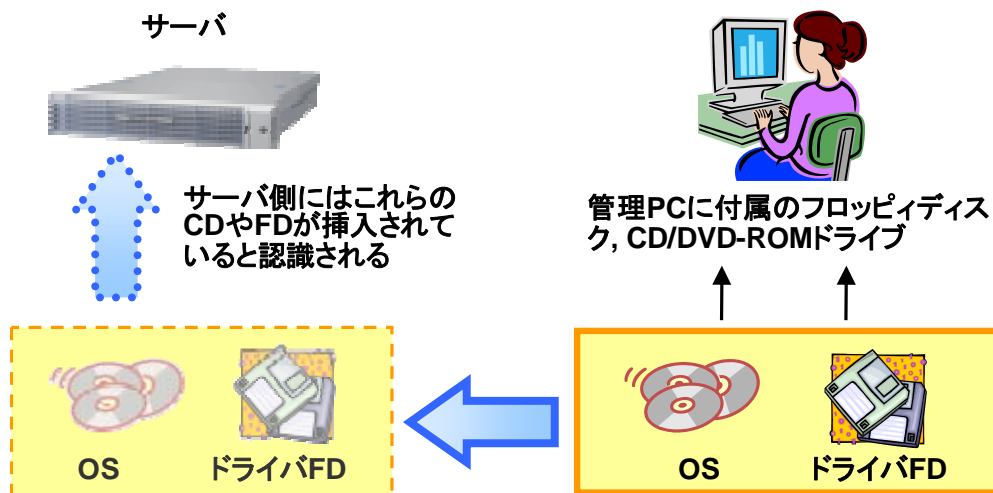 サーバ
サーバ側にはこれらの
CDやFDが挿入されて
いると認識される
管理PCに付属のフロッピィディス
ク, CD/DVD-ROMドライブ
OS
ドライバFD
OS
ドライバFD